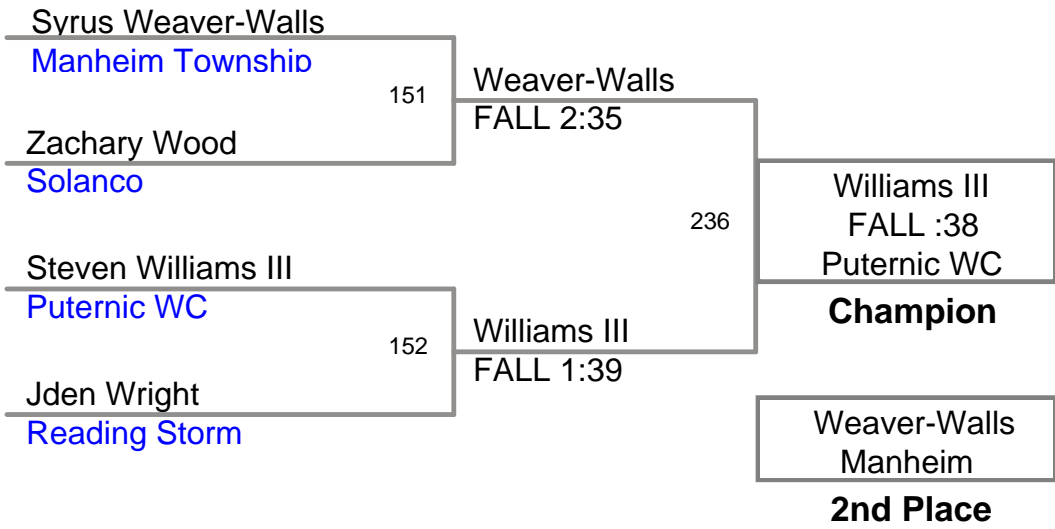 Syrus Weaver-Walls
Manheim Township
151
Weaver-Walls
FALL 2:35
Zachary Wood
Solanco
Williams III
FALL :38
Puternic WC
Champion
236
Steven Williams III
Puternic WC
152
Williams III
FALL 1:39
Jden Wright
Reading Storm
Weaver-Walls
Manheim
2nd Place